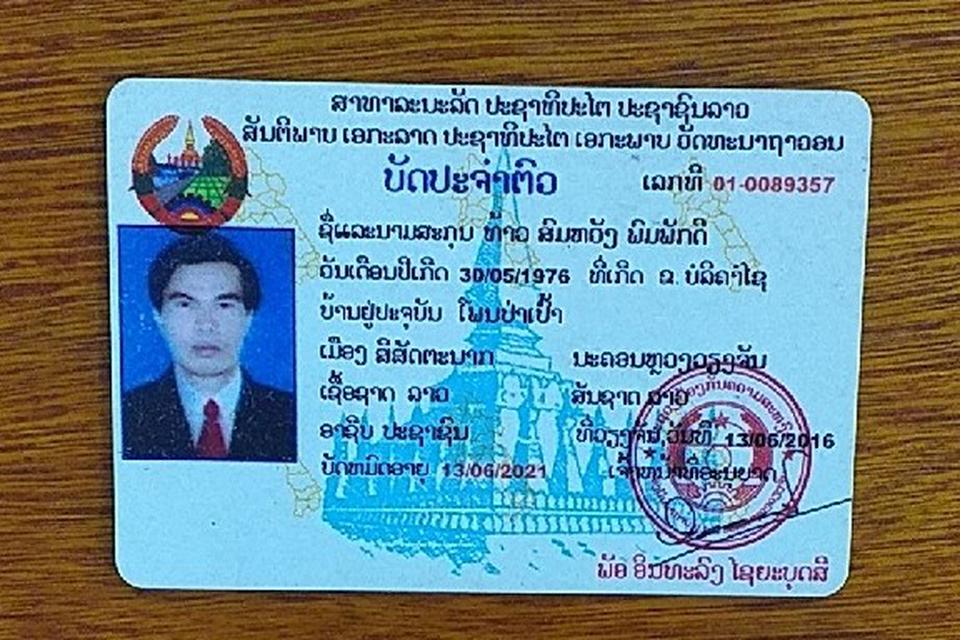 ສາທາລະນະລັດ ປະຊາທິປະໄຕ ປະຊາຊົນລາວ
ສັນຕິພາບ ເອກະລາດ ປະຊາທິປະໄຕ ເອກະພາບ ວັດທະນາຖາວອນ
ບັດປະຈຳຕົວ
ເລກທີ 01-0089357
ຊື່ແລະນາມສະກຸນ ທ້າວ ສົມຫວັງ ພິມພັກດີ
ວັນເດືອນປີເກີດ 30/05/1976 ທີ່ເກີດ ຂ. ບໍລິຄຳໄຊ
ບ້ານຢູ່ປະຈຸບັນ ໂພນປ່າເປົ້າ
ເມືອງ ສີສັດຕະນາກ ນະຄອນຫຼວງວຽງຈັນ
ເຊື້ອຊາດ ລາວ ສັນຊາດ ລາວ
ອາຊີບ ປະຊາຊົນ ທີ່ວຽງຈັນ,ວັນທີ 13/06/2016
ບັດຫມົດອາຍຸ 13/06/2021 ເຈົ້າຫນ້າທີ່ອະນຸຍາດ
ພັອ ອິນທະລົງ ໄຊຍະບຸດສີ